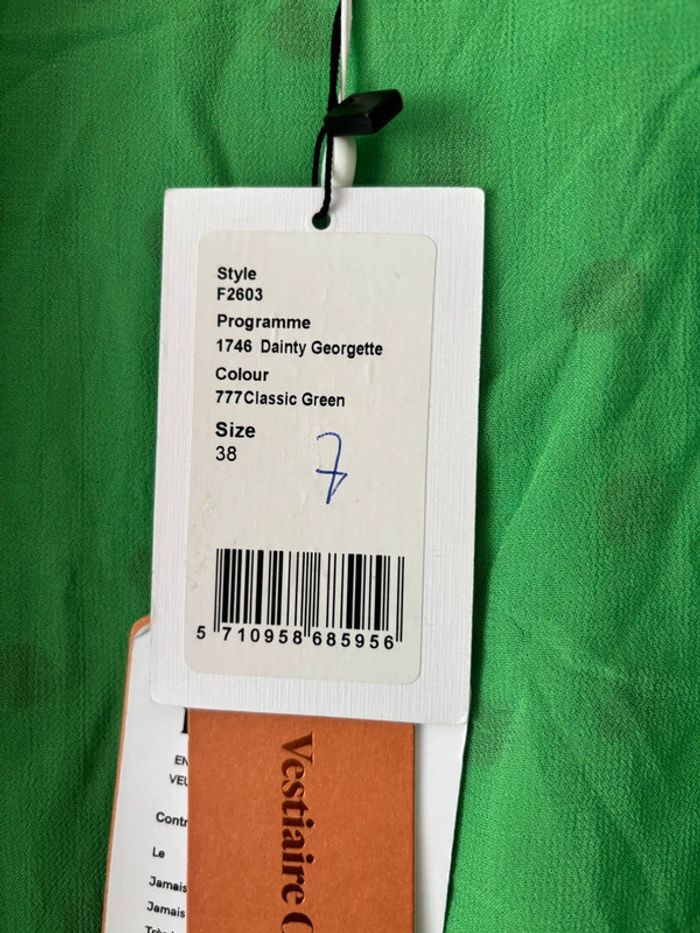 Style
F2603
Programme
1746 Dainty Georgette
Colour
777Classic Green
Size
38
7
5 710958 685956
Vestiaire C
EN
VEU
Contr
Le
Jamais
Jamais